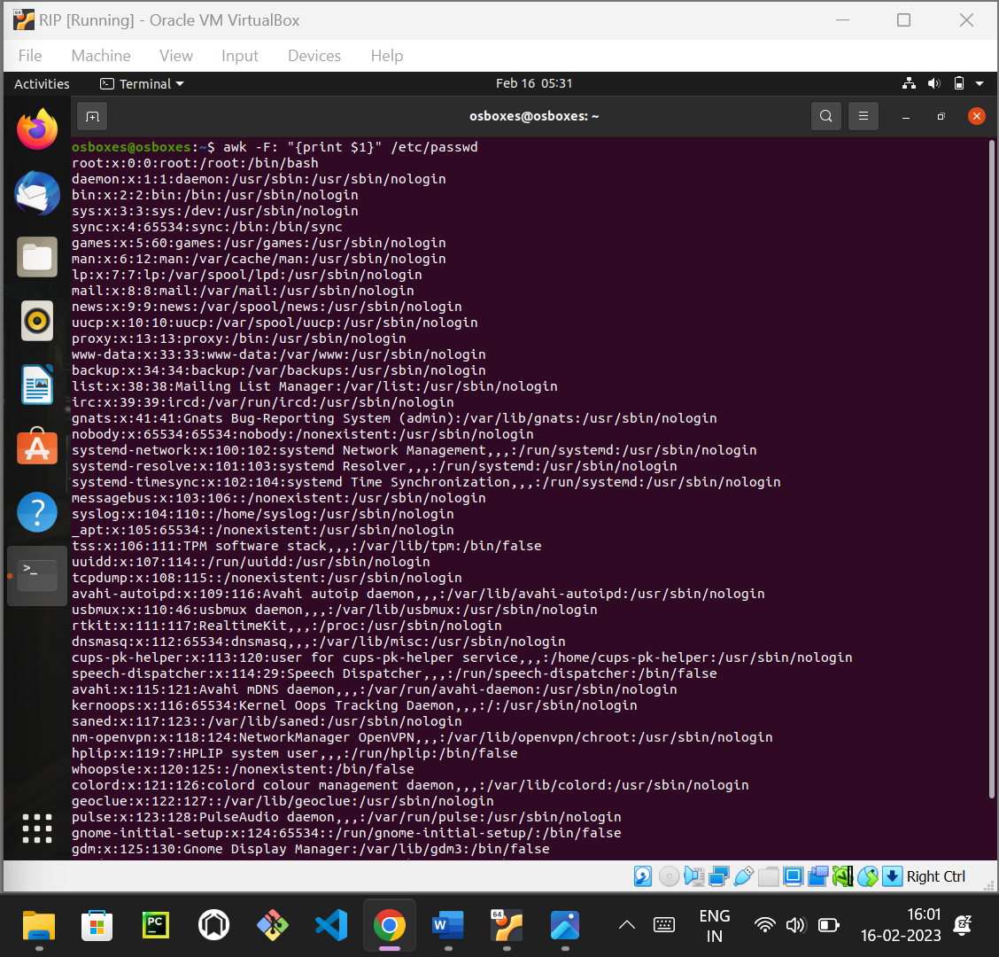 RIP [Running] - Oracle VM VirtualBox
File Machine View Input Devices Help
Activities Terminal Feb 16 05:31
osboxes@osboxes: ~
osboxes@osboxes:~$ awk -F: "{print $1}" /etc/passwd
root:x:0:0:root:/root:/bin/bash
daemon:x:1:1:daemon:/usr/sbin:/usr/sbin/nologin
bin:x:2:2:bin:/bin:/usr/sbin/nologin
sys:x:3:3:sys:/dev:/usr/sbin/nologin
sync:x:4:65534:sync:/bin:/bin/sync
games:x:5:60:games:/usr/games:/usr/sbin/nologin
man:x:6:12:man:/var/cache/man:/usr/sbin/nologin
lp:x:7:7:lp:/var/spool/lpd:/usr/sbin/nologin
mail:x:8:8:mail:/var/mail:/usr/sbin/nologin
news:x:9:9:news:/var/spool/news:/usr/sbin/nologin
uucp:x:10:10:uucp:/var/spool/uucp:/usr/sbin/nologin
proxy:x:13:13:proxy:/bin:/usr/sbin/nologin
www-data:x:33:33:www-data:/var/www:/usr/sbin/nologin
backup:x:34:34:backup:/var/backups:/usr/sbin/nologin
list:x:38:38:Mailing List Manager:/var/list:/usr/sbin/nologin
irc:x:39:39:ircd:/var/run/ircd:/usr/sbin/nologin
gnats:x:41:41:Gnats Bug-Reporting System (admin):/var/lib/gnats:/usr/sbin/nologin
nobody:x:65534:65534:nobody:/nonexistent:/usr/sbin/nologin
systemd-network:x:100:102:systemd Network Management,,,:/run/systemd:/usr/sbin/nologin
systemd-resolve:x:101:103:systemd Resolver,,,:/run/systemd:/usr/sbin/nologin
systemd-timesync:x:102:104:systemd Time Synchronization,,,:/run/systemd:/usr/sbin/nologin
messagebus:x:103:106::/nonexistent:/usr/sbin/nologin
syslog:x:104:110::/home/syslog:/usr/sbin/nologin
_apt:x:105:65534::/nonexistent:/usr/sbin/nologin
tss:x:106:111:TPM software stack,,,:/var/lib/tpm:/bin/false
uuidd:x:107:114::/run/uuidd:/usr/sbin/nologin
tcpdump:x:108:115::/nonexistent:/usr/sbin/nologin
avahi-autoipd:x:109:116:Avahi autoip daemon,,,:/var/lib/avahi-autoipd:/usr/sbin/nologin
usbmux:x:110:46:usbmux daemon,,,:/var/lib/usbmux:/usr/sbin/nologin
rtkit:x:111:117:RealtimeKit,,,:/proc:/usr/sbin/nologin
dnsmasq:x:112:65534:dnsmasq,,,:/var/lib/misc:/usr/sbin/nologin
cups-pk-helper:x:113:120:user for cups-pk-helper service,,,:/home/cups-pk-helper:/usr/sbin/nologin
speech-dispatcher:x:114:29:Speech Dispatcher,,,:/run/speech-dispatcher:/bin/false
avahi:x:115:121:Avahi mDNS daemon,,,:/var/run/avahi-daemon:/usr/sbin/nologin
kernoops:x:116:65534:Kernel Oops Tracking Daemon,,,:/:/usr/sbin/nologin
saned:x:117:123::/var/lib/saned:/usr/sbin/nologin
nm-openvpn:x:118:124:NetworkManager OpenVPN,,,:/var/lib/openvpn/chroot:/usr/sbin/nologin
hplip:x:119:7:HPLIP system user,,,:/run/hplip:/bin/false
whoopsie:x:120:125::/nonexistent:/bin/false
colord:x:121:126:colord colour management daemon,,,:/var/lib/colord:/usr/sbin/nologin
geoclue:x:122:127::/var/lib/geoclue:/usr/sbin/nologin
pulse:x:123:128:PulseAudio daemon,,,:/var/run/pulse:/usr/sbin/nologin
gnome-initial-setup:x:124:65534::/run/gnome-initial-setup/:/bin/false
gdm:x:125:130:Gnome Display Manager:/var/lib/gdm3:/bin/false
Right Ctrl
PC
W
64
ENG
IN
16:01
16-02-2023